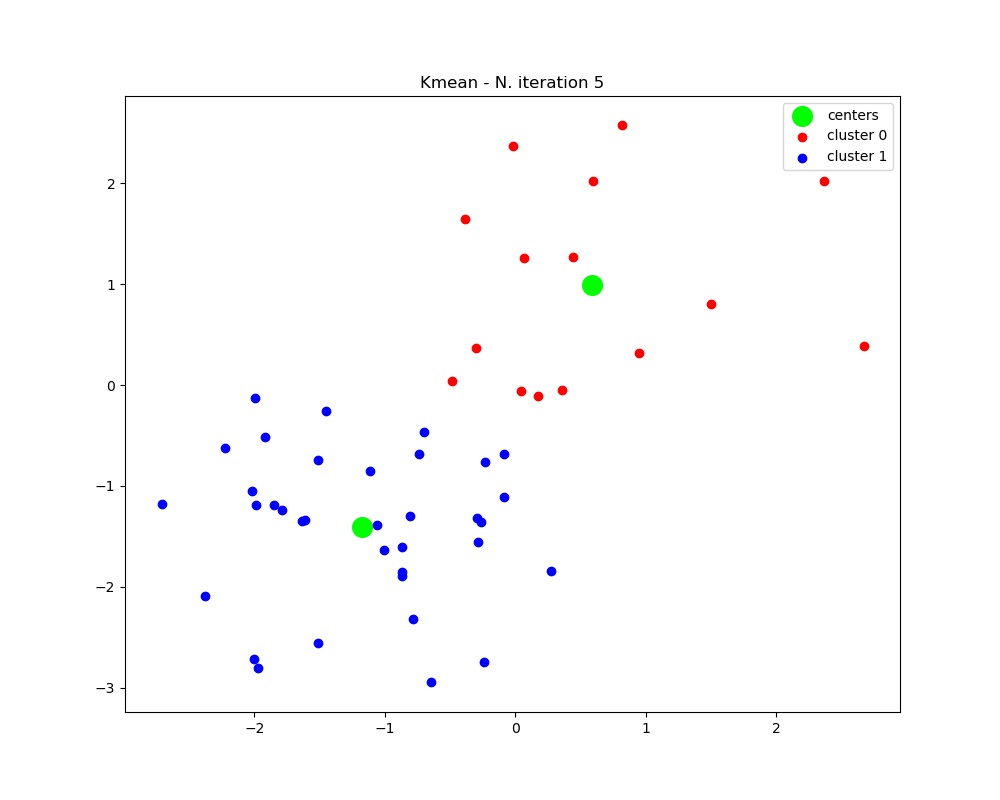 Kmean - N. iteration 5
centers
cluster 0
cluster 1
2
1
0
−1
−2
−3
−2 −1 0 1 2